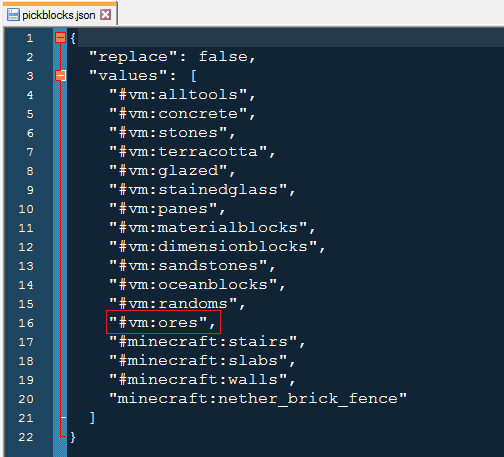 pickblocks.json
1 {
2 "replace": false,
3 "values": [
4 "#vm:alltools",
5 "#vm:concrete",
6 "#vm:stones",
7 "#vm:terracotta",
8 "#vm:glazed",
9 "#vm:stainedglass",
10 "#vm:panes",
11 "#vm:materialblocks",
12 "#vm:dimensionblocks",
13 "#vm:sandstones",
14 "#vm:oceanblocks",
15 "#vm:randoms",
16 "#vm:ores",
17 "#minecraft:stairs",
18 "#minecraft:slabs",
19 "#minecraft:walls",
20 "minecraft:nether_brick_fence"
21 ]
22 }